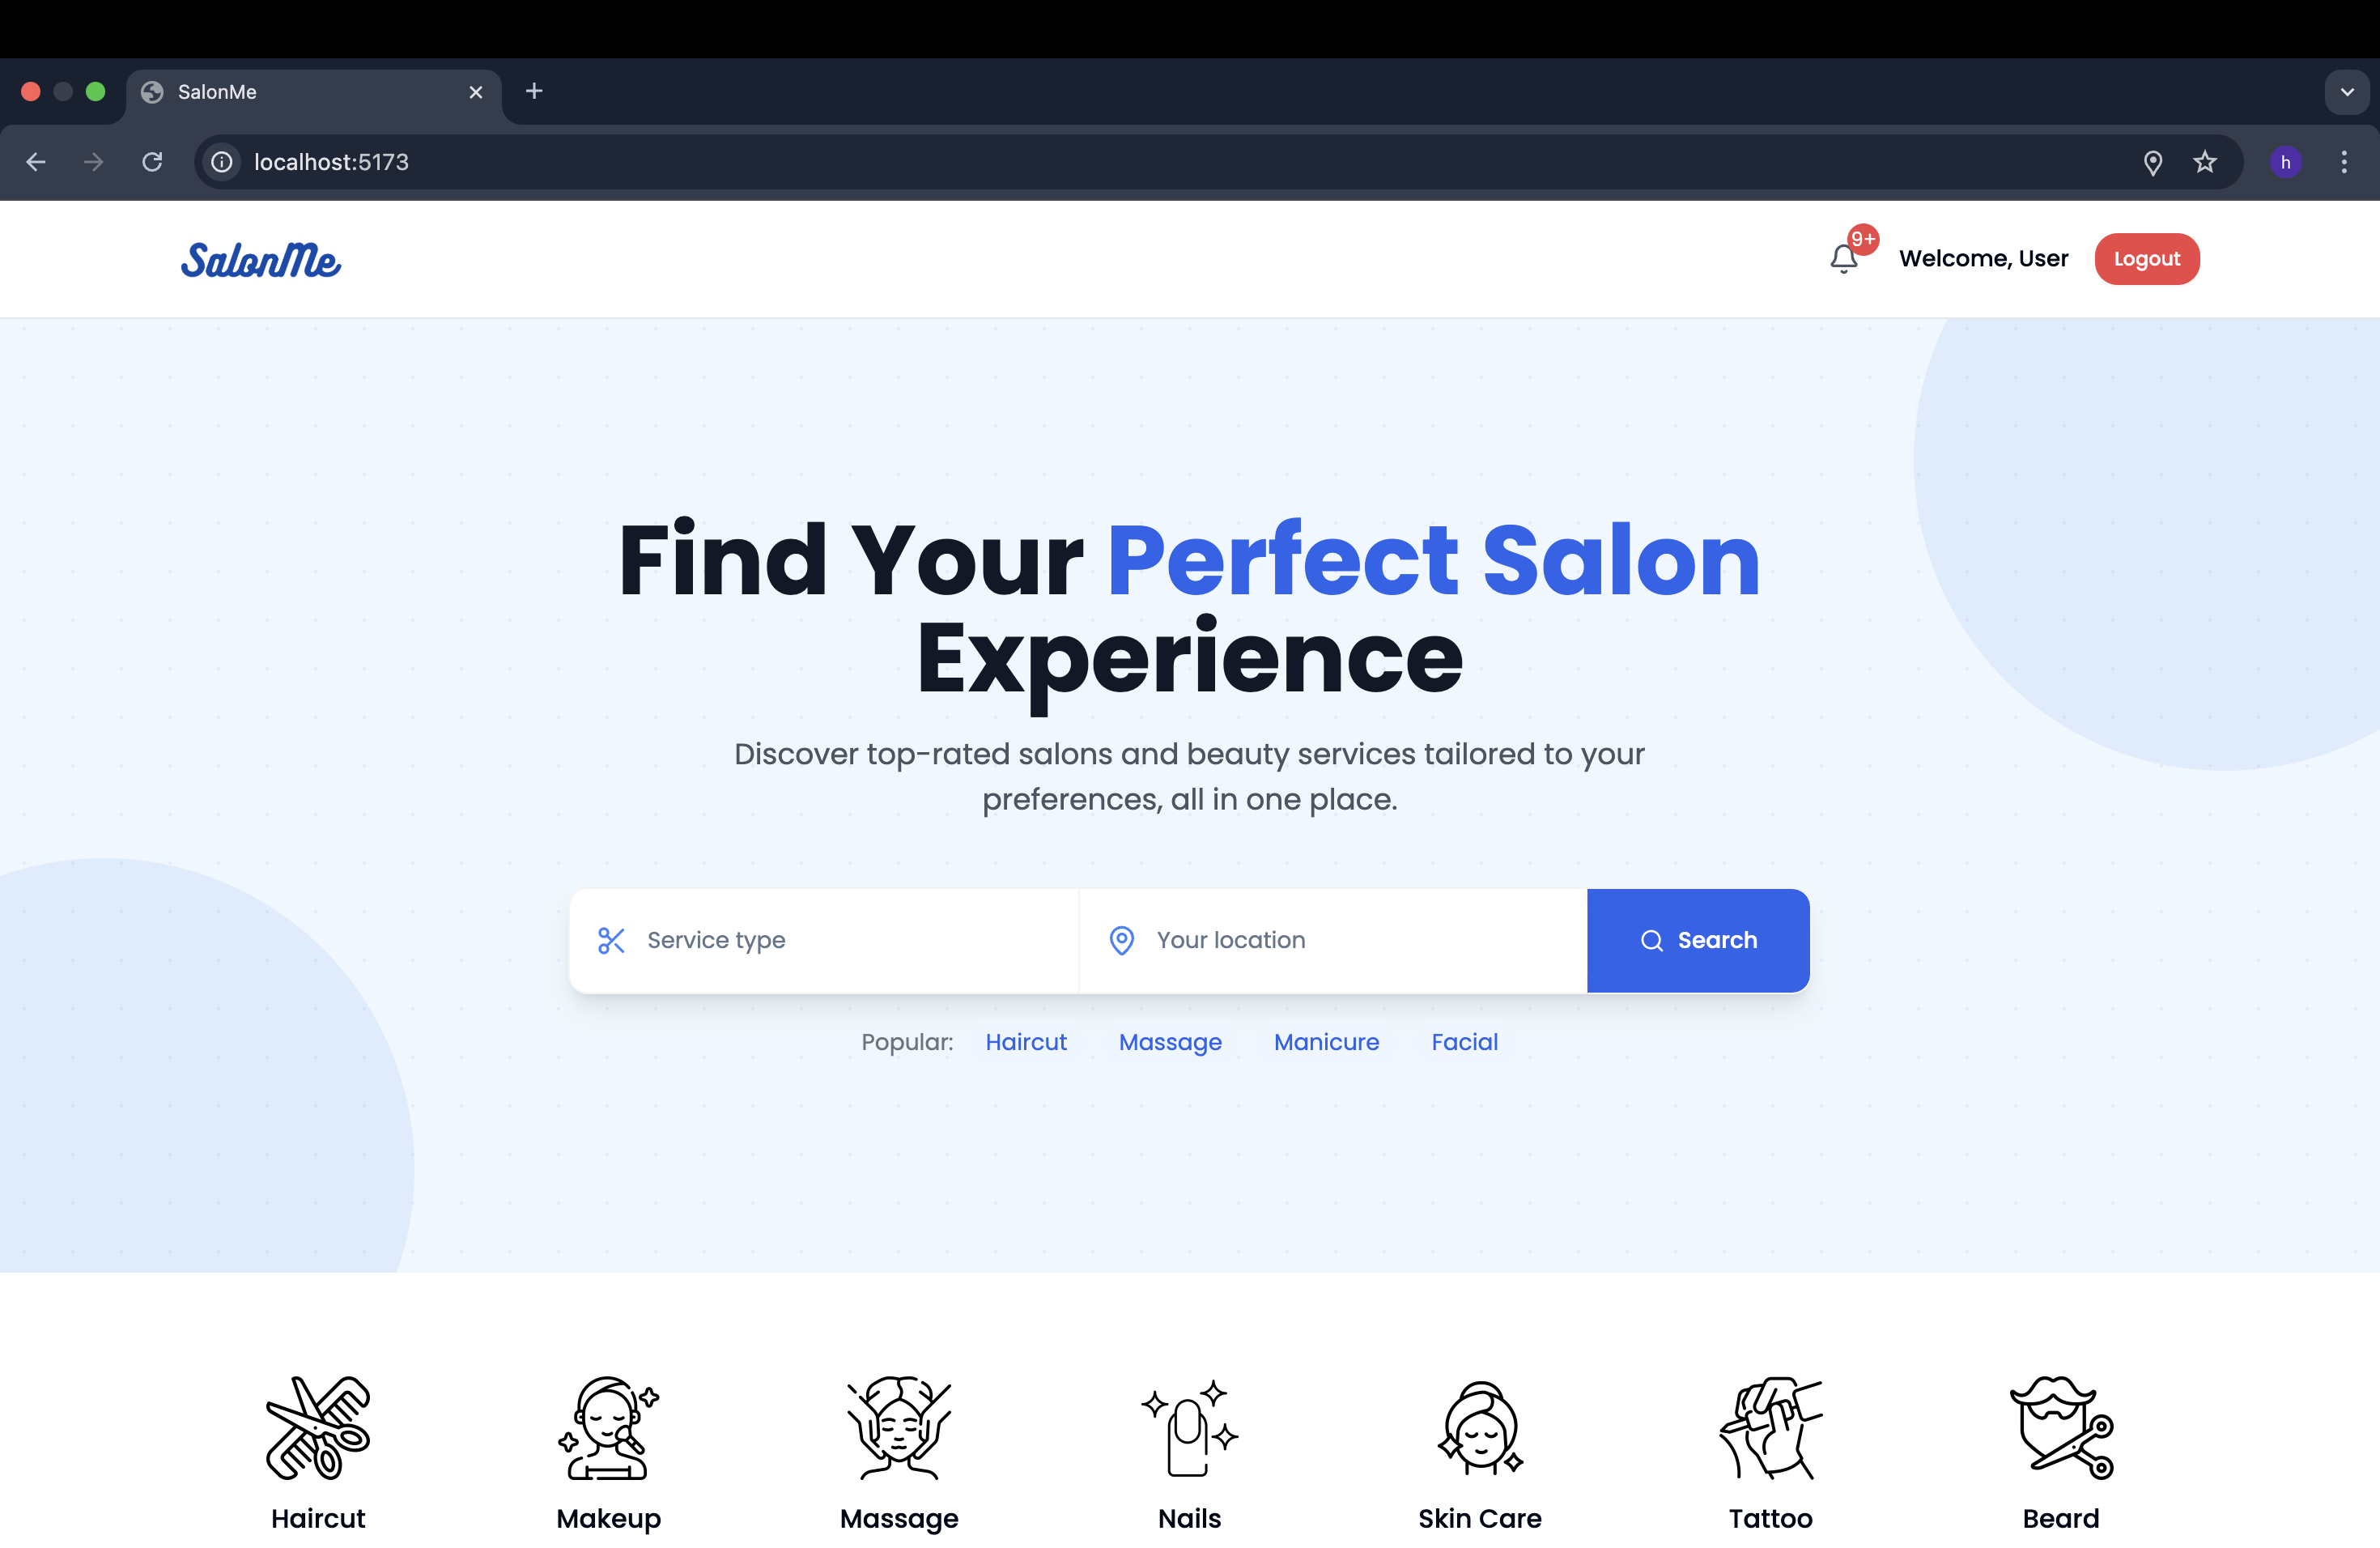 SalonMe
localhost:5173
h
SalonMe
9+
Welcome, User
Logout
Find Your Perfect Salon
Experience
Discover top-rated salons and beauty services tailored to your
preferences, all in one place.
Service type
Your location
Search
Popular: Haircut Massage Manicure Facial
Haircut
Makeup
Massage
Nails
Skin Care
Tattoo
Beard